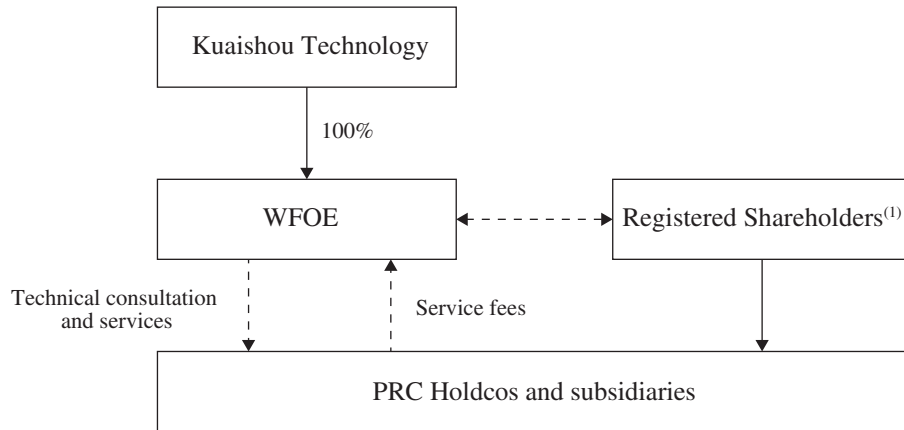 Kuaishou Technology
100%
WFOE
Registered Shareholders(1)
Technical consultation
and services
Service fees
PRC Holdcos and subsidiaries